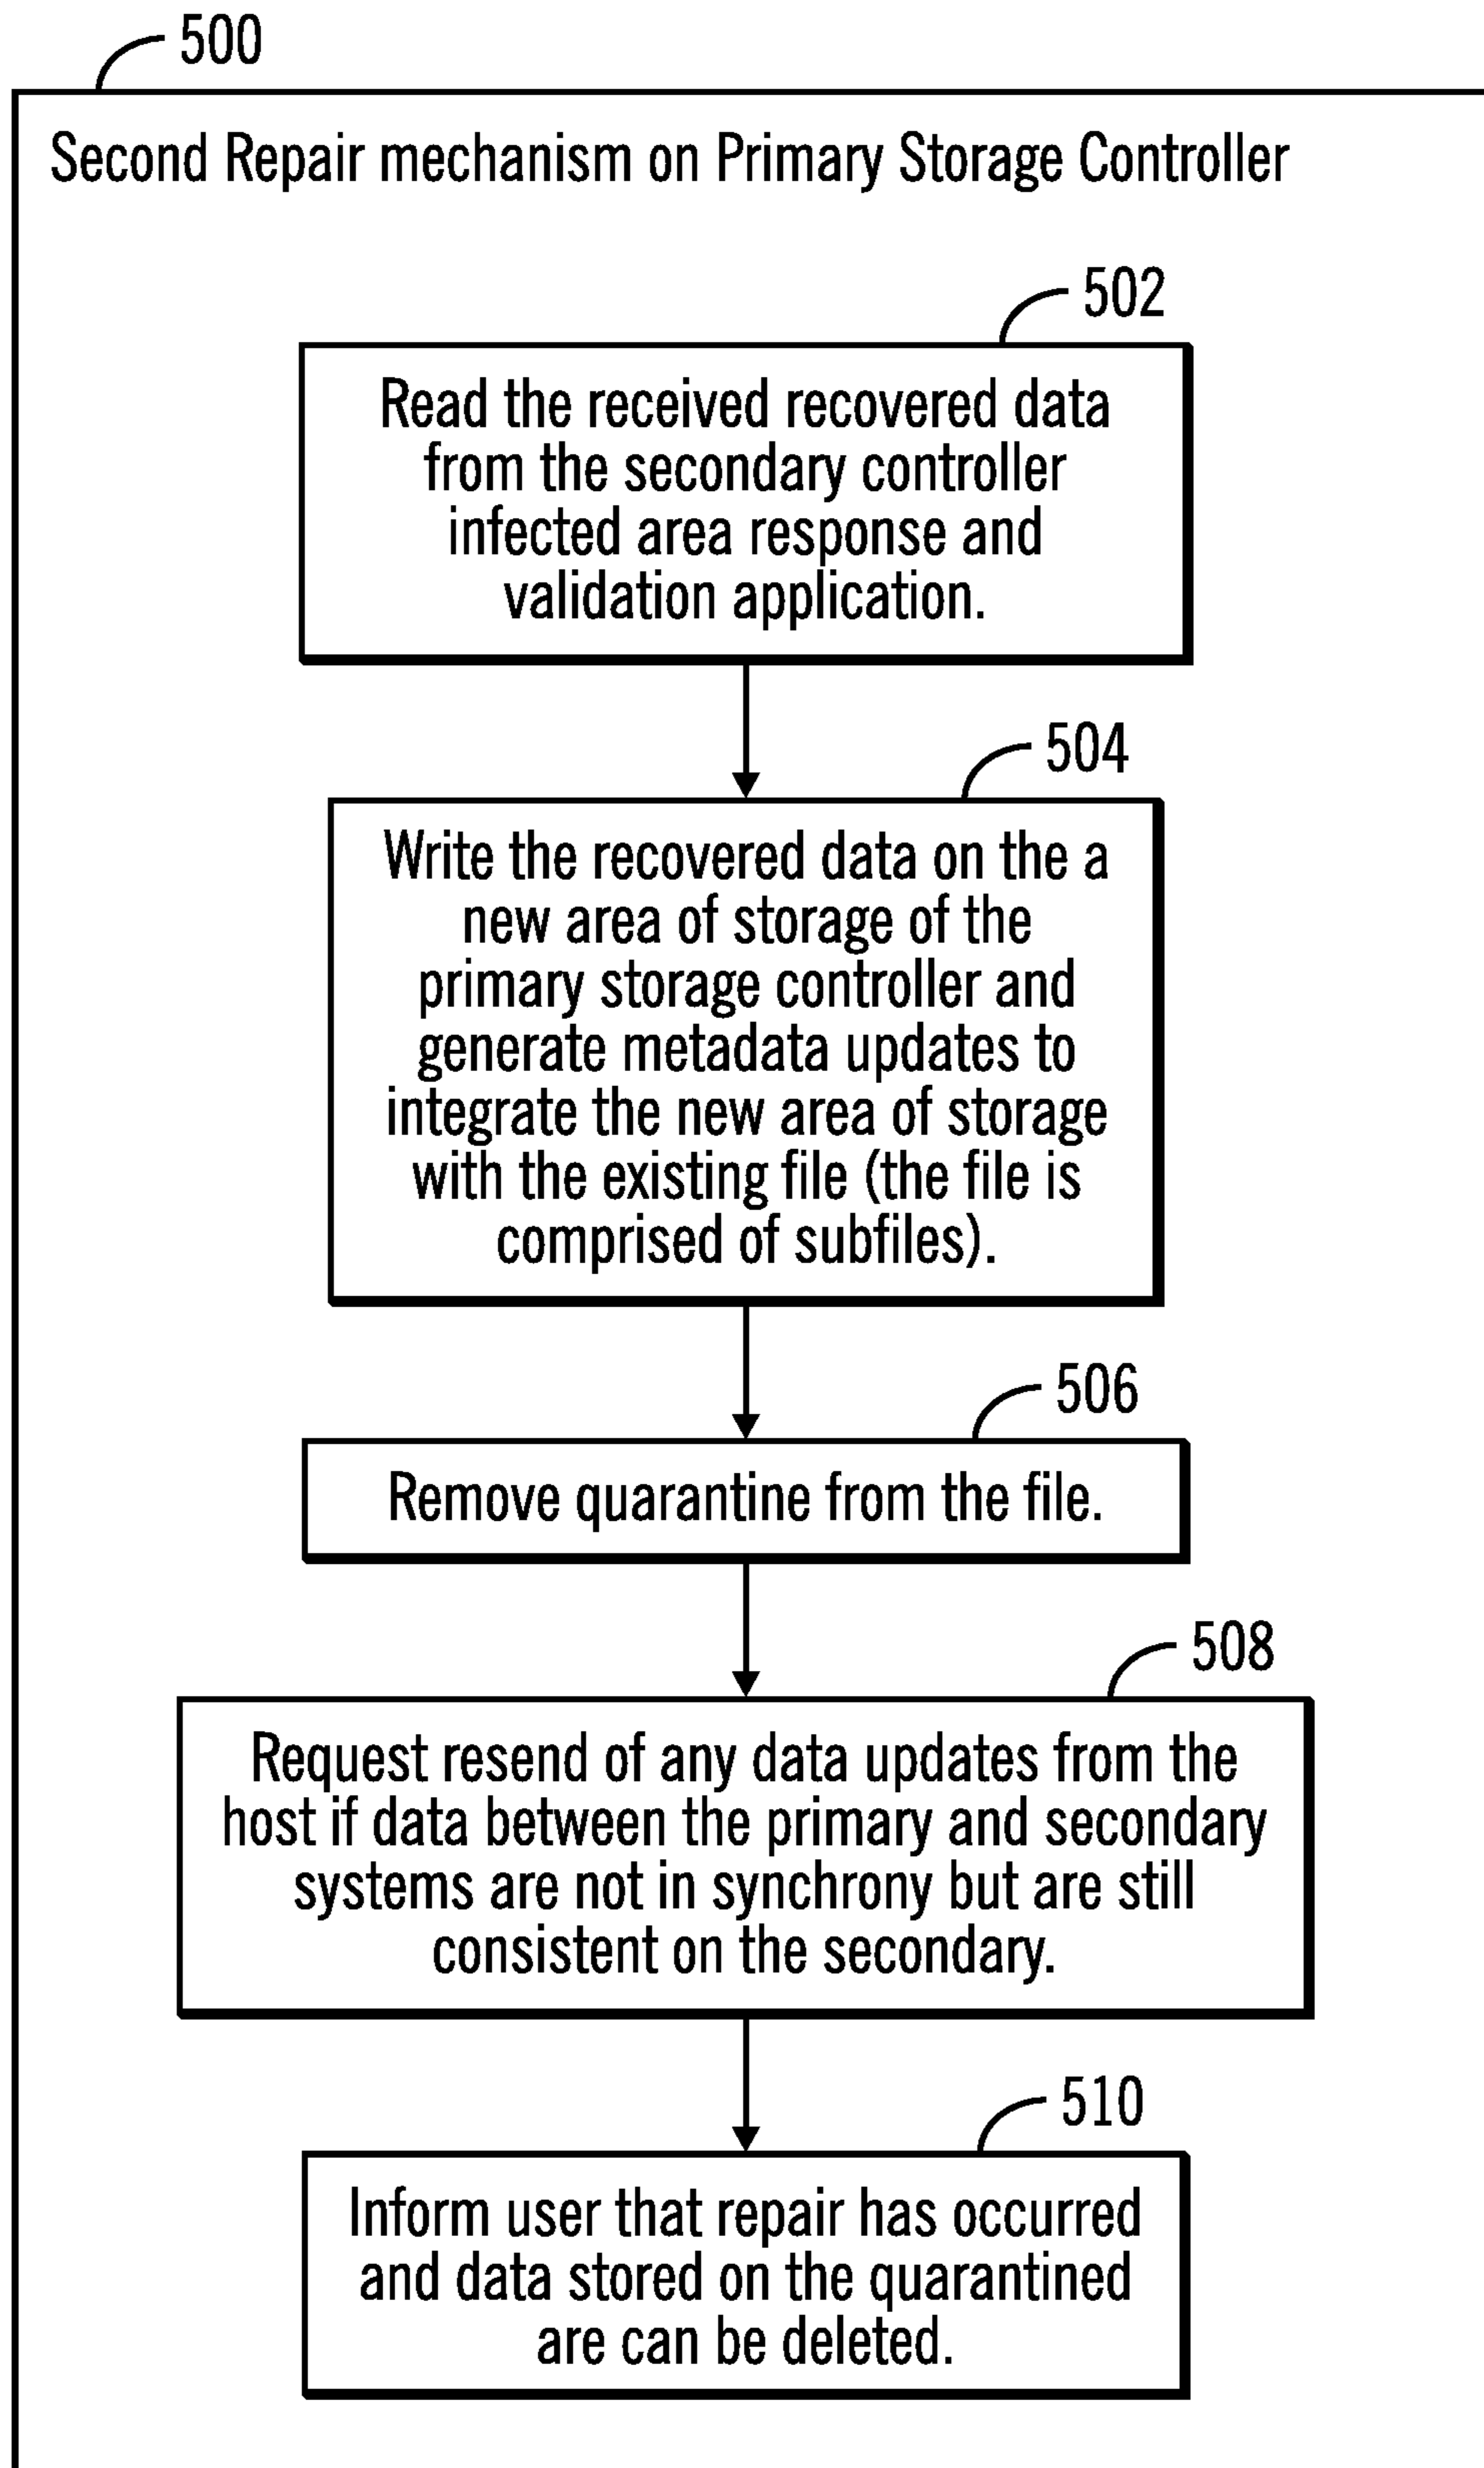 500
Second Repair mechanism on Primary Storage Controller
502
Read the received recovered data
from the secondary controller
infected area response and
validation application.
504
Write the recovered data on the a
new area of storage of the
primary storage controller and
generate metadata updates to
integrate the new area of storage
with the existing file (the file is
comprised of subfiles).
506
Remove quarantine from the file.
508
Request resend of any data updates from the
host if data between the primary and secondary
systems are not in synchrony but are still
consistent on the secondary.
510
Inform user that repair has occurred
and data stored on the quarantined
are can be deleted.